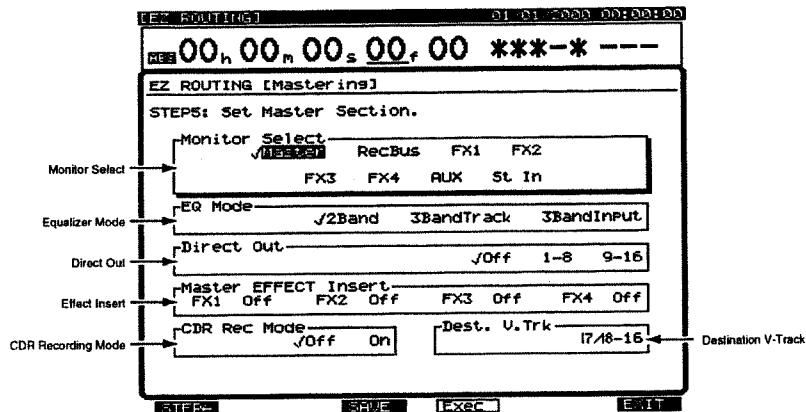 [EZ ROUTING] 01-01-2000 00:00:00
00h 00m 00s 00f 00 ***-* ---
EZ ROUTING [Mastering]
STEP5: Set Master Section.
Monitor Select
√Master RecBus FX1 FX2
Monitor Select
FX3 FX4 AUX St In
EQ Mode
Equalizer Mode
√2Band 3BandTrack 3BandInput
Direct Out
Direct Out
√Off 1-8 9-16
Master EFFECT Insert
Effect Insert
FX1 Off FX2 Off FX3 Off FX4 Off
CDR Rec Mode Dest. V.Trk
CDR Recording Mode
√Off On 17/18-16
Destination V-Track
STEP- SAVE Exec EXIT